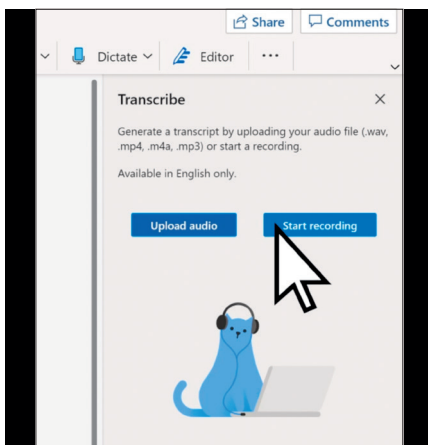 Share Comments
Dictate Editor ...
Transcribe
Generate a transcript by uploading your audio file (.wav,
.mp4, .m4a, .mp3) or start a recording.
Available in English only.
Upload audio Start recording